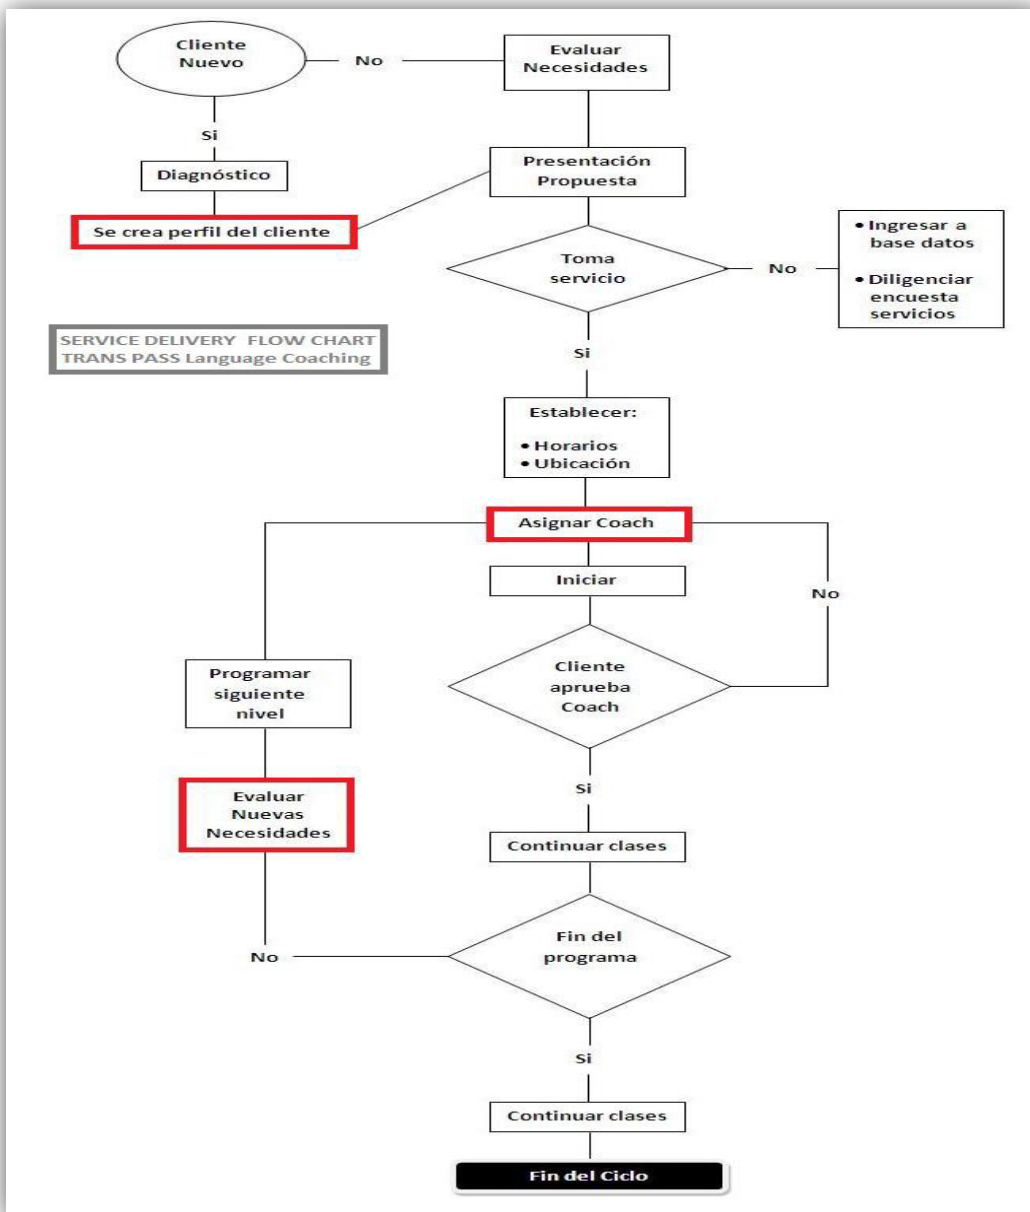 Cliente
Nuevo
No
Evaluar
Necesidades
Si
Diagnóstico
Se crea perfil del cliente
Presentación
Propuesta
Toma
servicio
No
• Ingresar a
base datos
• Diligenciar
encuesta
servicios
SERVICE DELIVERY FLOW CHART
TRANS PASS Language Coaching
Si
Establecer:
• Horarios
• Ubicación
Asignar Coach
Iniciar
No
Cliente
aprueba
Coach
Programar
siguiente
nivel
Si
Evaluar
Nuevas
Necesidades
Continuar clases
Fin del
programa
No
Si
Continuar clases
Fin del Ciclo